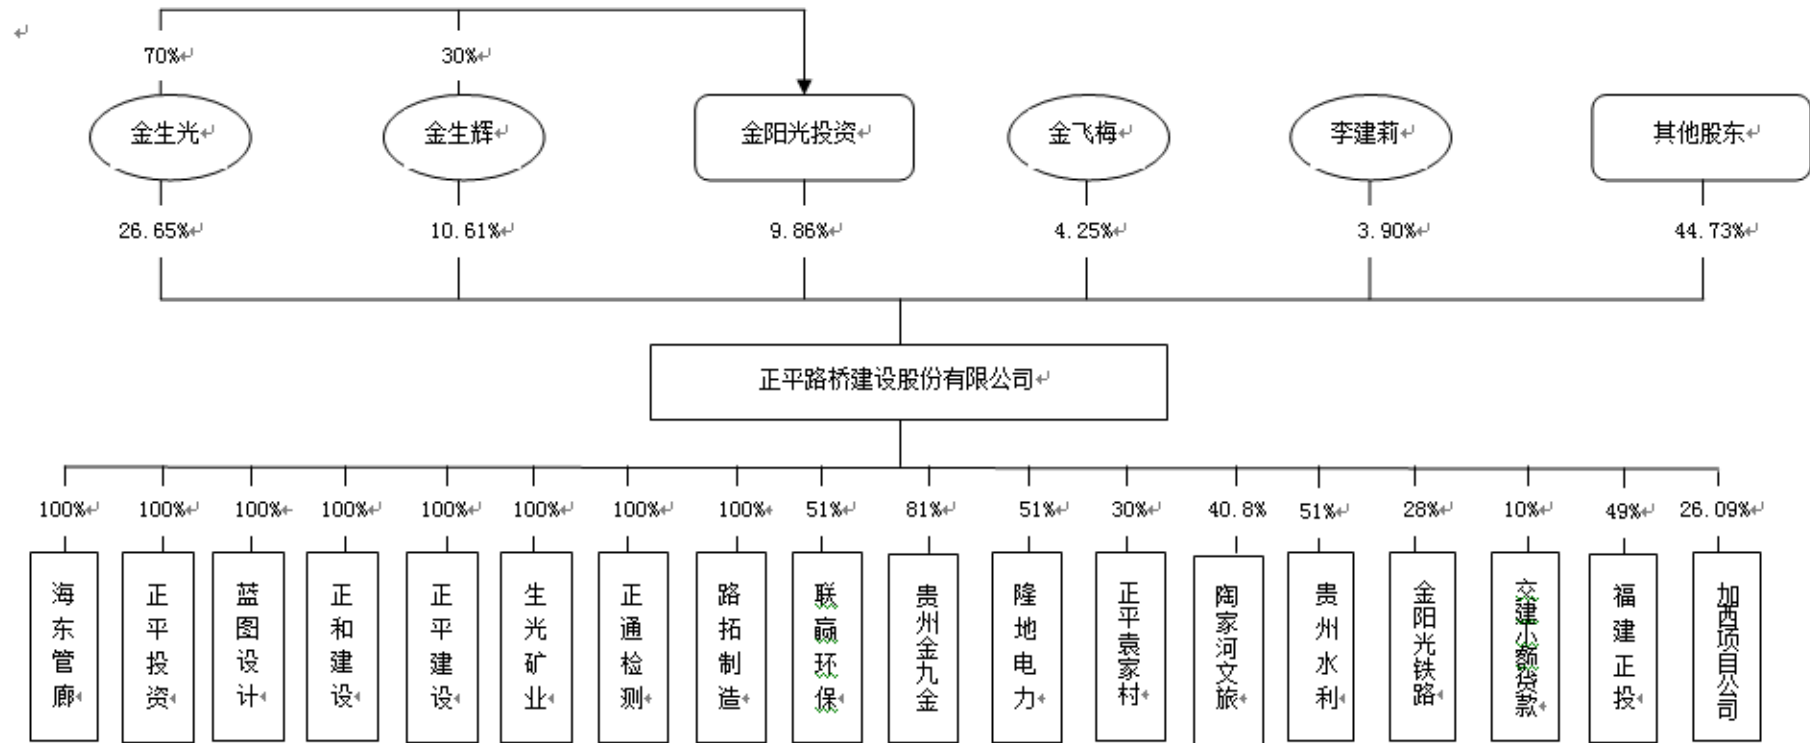 70% 30%
金生光 金生辉 金阳光投资 金飞梅 李建莉 其他股东
26.65% 10.61% 9.86% 4.25% 3.90% 44.73%
正平路桥建设股份有限公司
100% 100% 100% 100% 100% 100% 100% 100% 51% 81% 51% 30% 40.8% 51% 28% 10% 49% 26.09%
海东管廊
正平投资
蓝图设计
正和建设
正平建设
生光矿业
正通检测
路拓制造
联赢环保
贵州金九金
隆地电力
正平袁家村
陶家河文旅
贵州水利
金阳光铁路
交建小额贷款
福建正投
加西项目公司